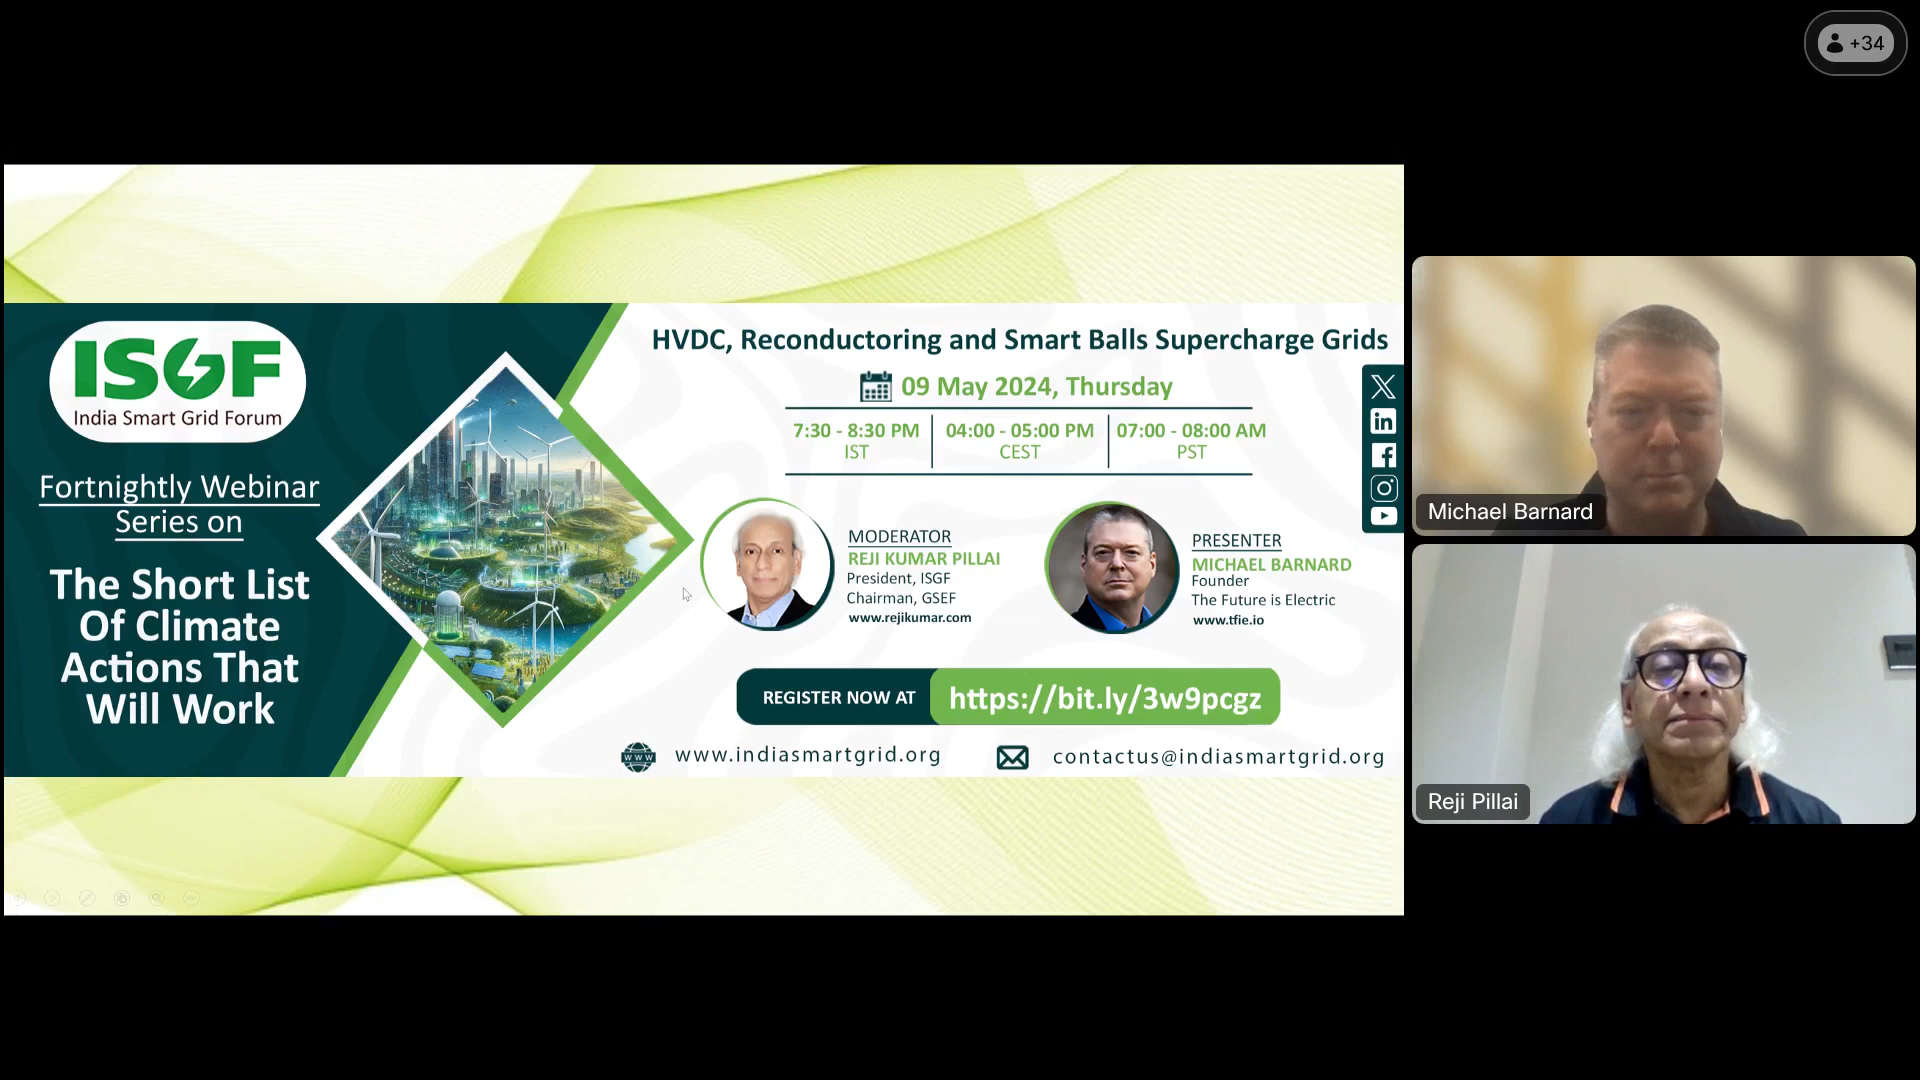 +34
ISGF
India Smart Grid Forum
Fortnightly Webinar
Series on
The Short List
Of Climate
Actions That
Will Work
HVDC, Reconductoring and Smart Balls Supercharge Grids
09 May 2024, Thursday
7:30 - 8:30 PM
IST
04:00 - 05:00 PM
CEST
07:00 - 08:00 AM
PST
MODERATOR
REJI KUMAR PILLAI
President, ISGF
Chairman, GSEF
www.rejikumar.com
PRESENTER
MICHAEL BARNARD
Founder
The Future is Electric
www.tfie.io
REGISTER NOW AT
https://bit.ly/3w9pcgz
WWW
www.indiasmartgrid.org
contactus@indiasmartgrid.org
Michael Barnard
Reji Pillai